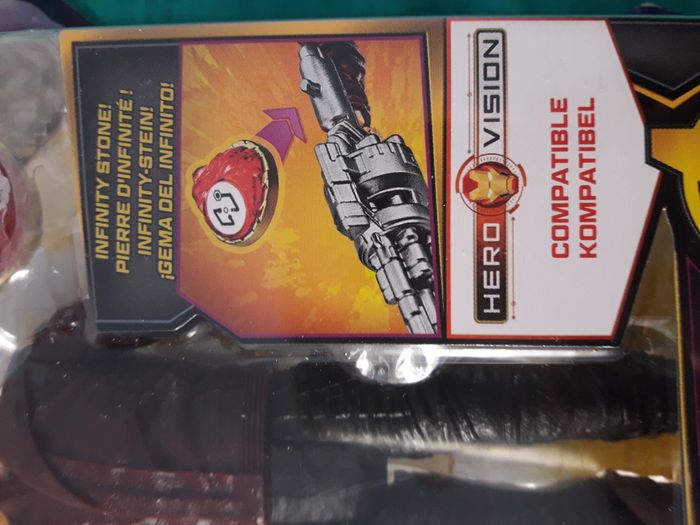 INFINITY STONE!
PIERRE D'INFINITÉ !
INFINITY-STEIN!
¡GEMA DEL INFINITO!
HERO VISION
COMPATIBLE
KOMPATIBEL